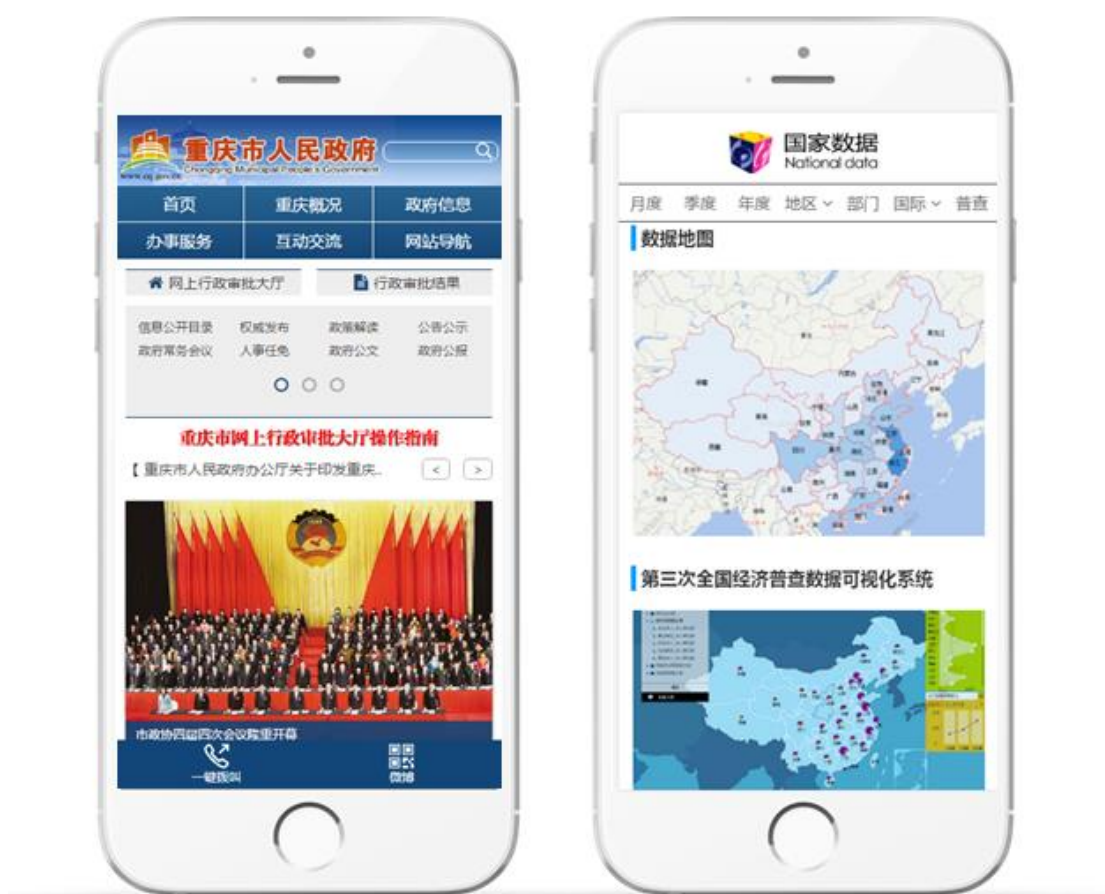 重庆市人民政府
Chongqing Municipal People's Government
首页 重庆概况 政府信息
办事服务 互动交流 网站导航
网上行政审批大厅 行政审批结果
信息公开目录 权威发布 政策解读 公告公示
政府常务会议 人事任免 政府公文 政府公报
重庆市网上行政审批大厅操作指南
【 重庆市人民政府办公厅关于印发重庆.. < >
市政协四届四次会议隆重开幕
一键拨叫 微博
国家数据
National data
月度 季度 年度 地区 部门 国际 普查
数据地图
第三次全国经济普查数据可视化系统